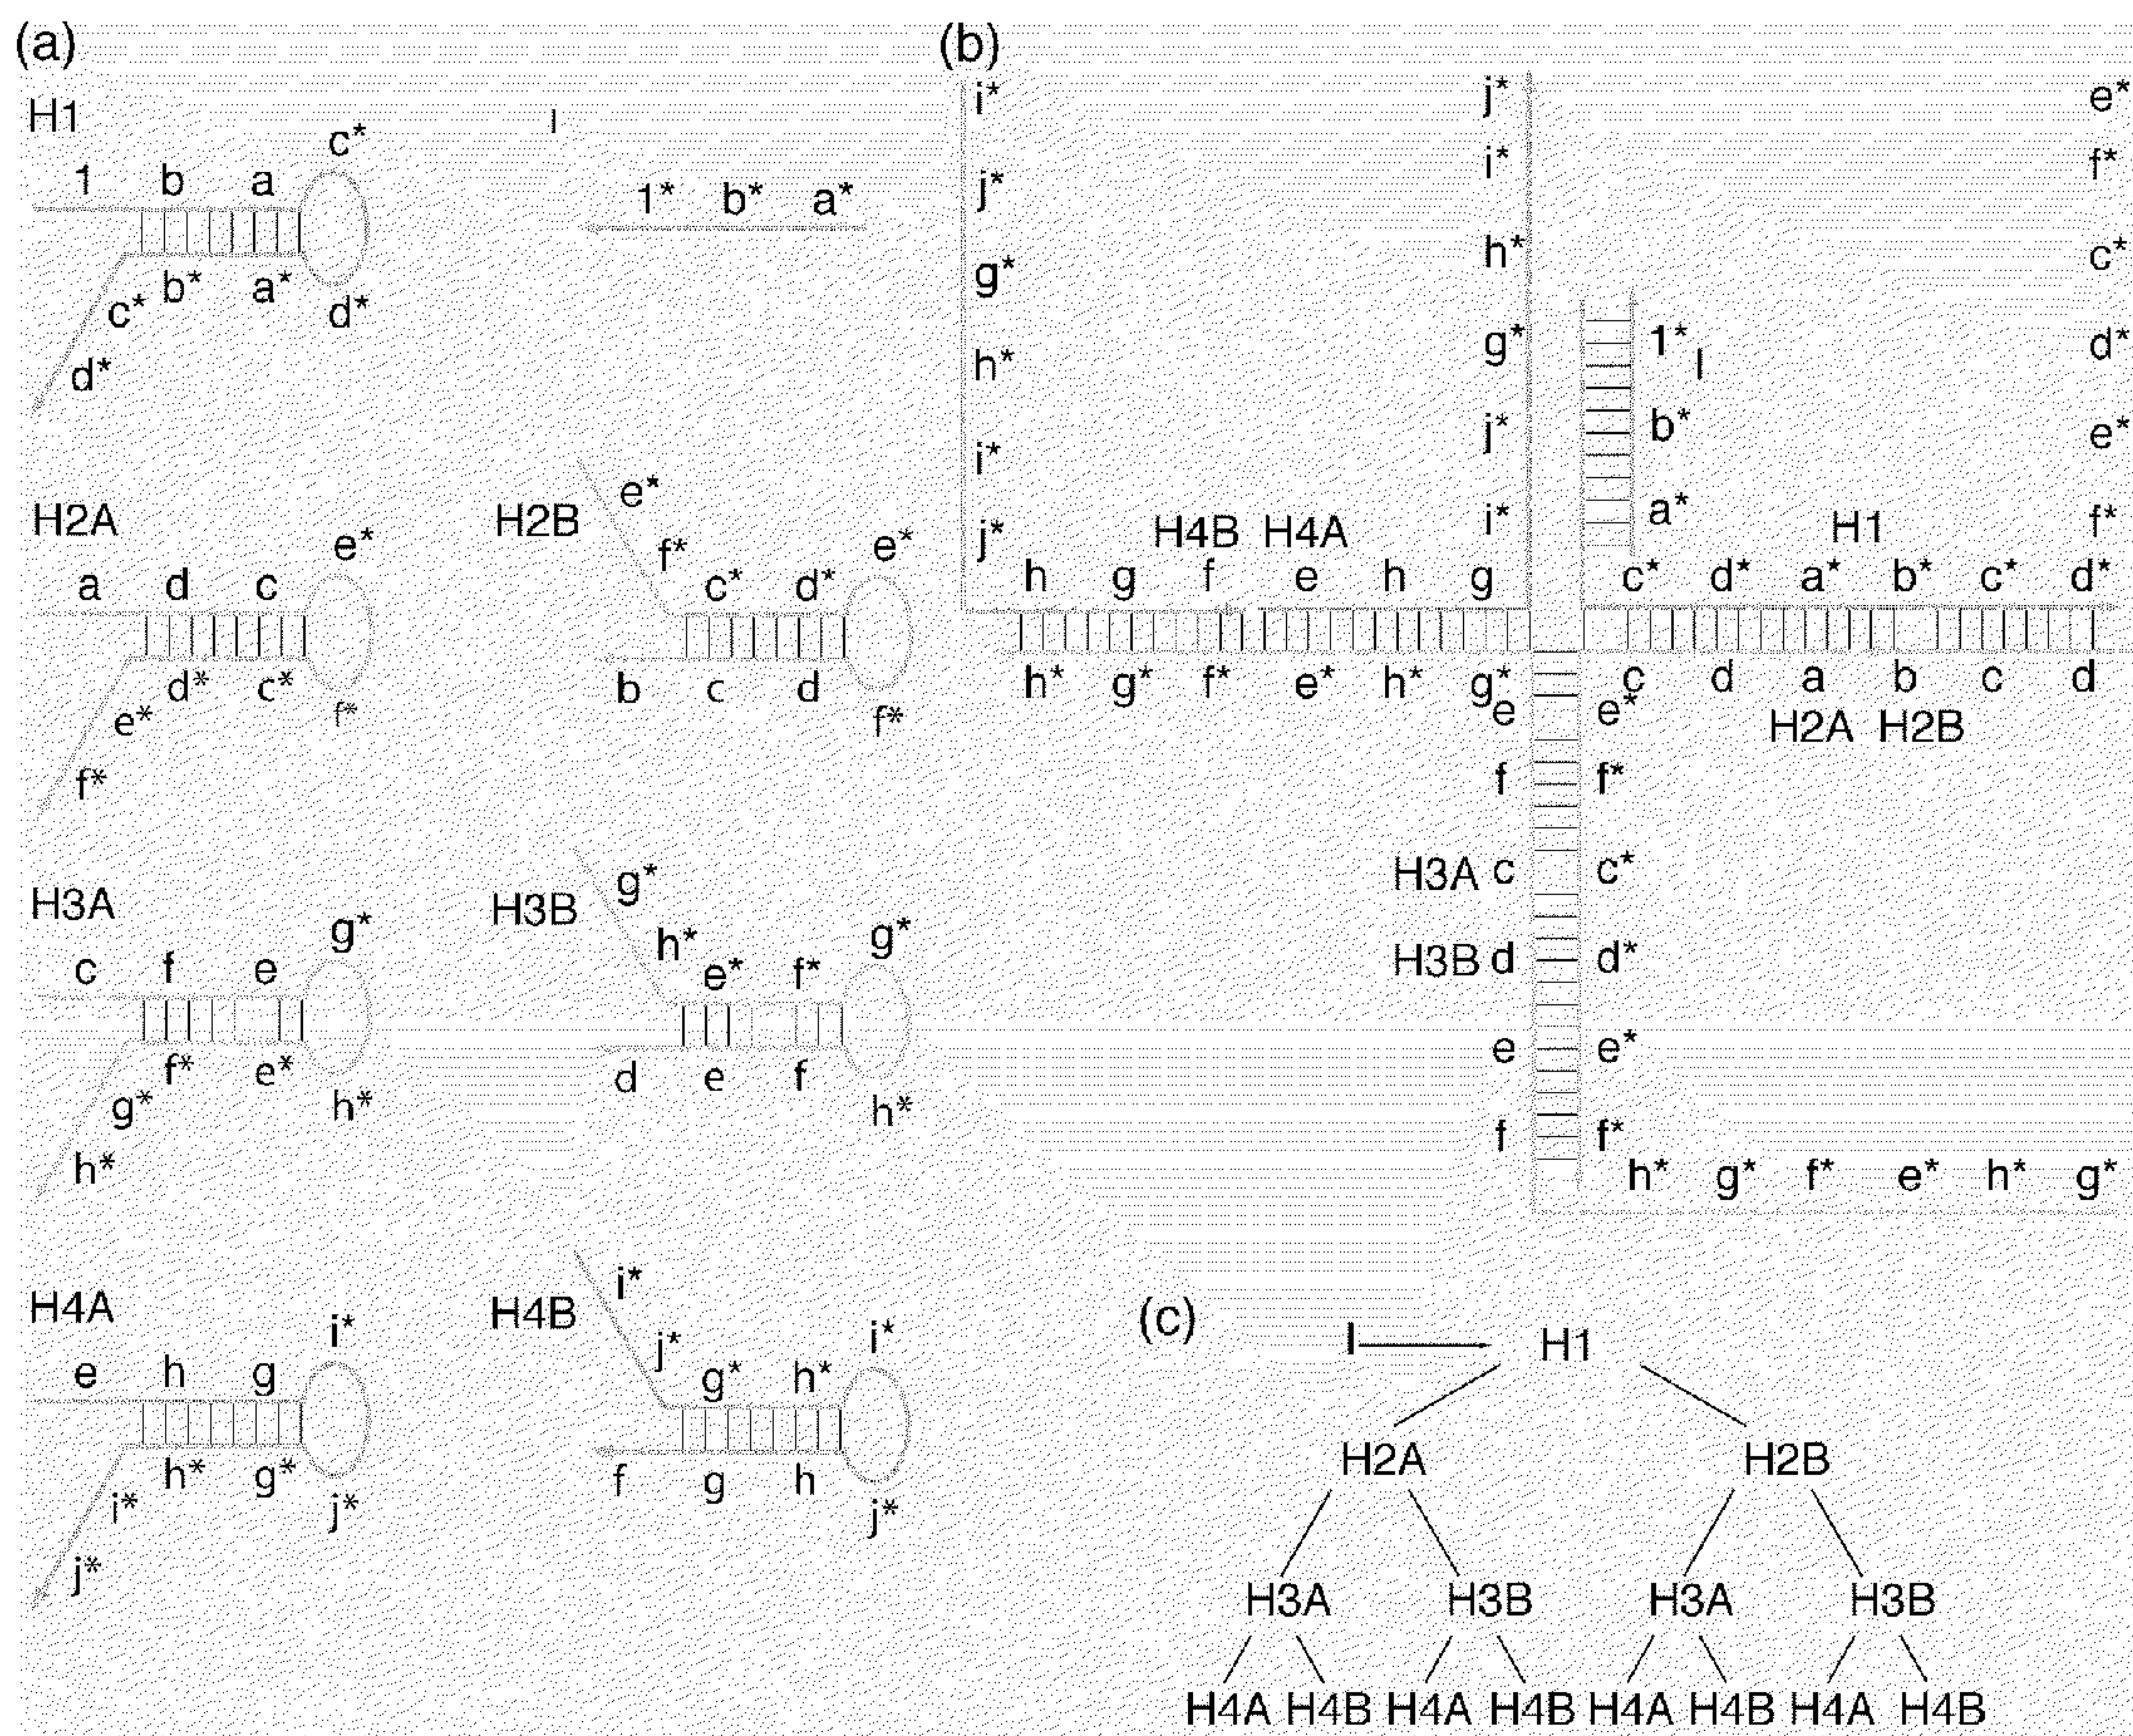 (a)
H1
1 b a c*
b* a* d*
c*
d*
I
1* b* a*
H2A
a d c e*
d* c* f*
e*
f*
H2B
e*
f*
c* d* e*
b c d f*
H3A
c f e g*
f* e* h*
g*
h*
H3B
g*
h*
e* f* g*
d e f h*
H4A
e h g i*
h* g* j*
i*
j*
H4B
i*
j*
g* h* i*
f g h j*
(b)
i*
j*
g*
h*
i*
j*
j*
i*
h*
g*
j*
i*
1*
I
b*
a*
e*
f*
c*
d*
e*
f*
H4B H4A
H1
h g f e h g
c* d* a* b* c* d*
h* g* f* e* h* g*
c d a b c d
H2A H2B
e e*
f f*
H3A c c*
H3B d d*
e e*
f f*
h* g* f* e* h* g*
(c)
I H1
H2A H2B
H3A H3B H3A H3B
H4A H4B H4A H4B H4A H4B H4A H4B